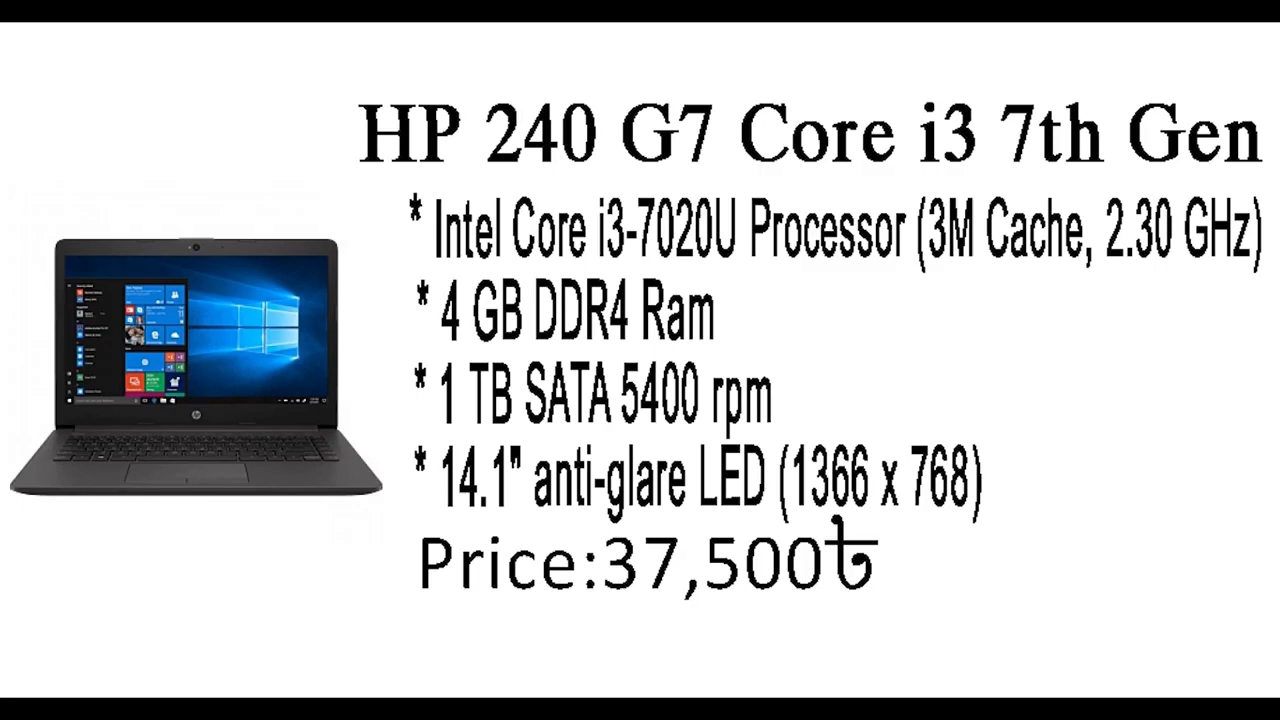 HP 240 G7 Core i3 7th Gen
* Intel Core i3-7020U Processor (3M Cache, 2.30 GHz)
* 4 GB DDR4 Ram
* 1 TB SATA 5400 rpm
* 14.1" anti-glare LED (1366 x 768)
Price:37,500৳
hp